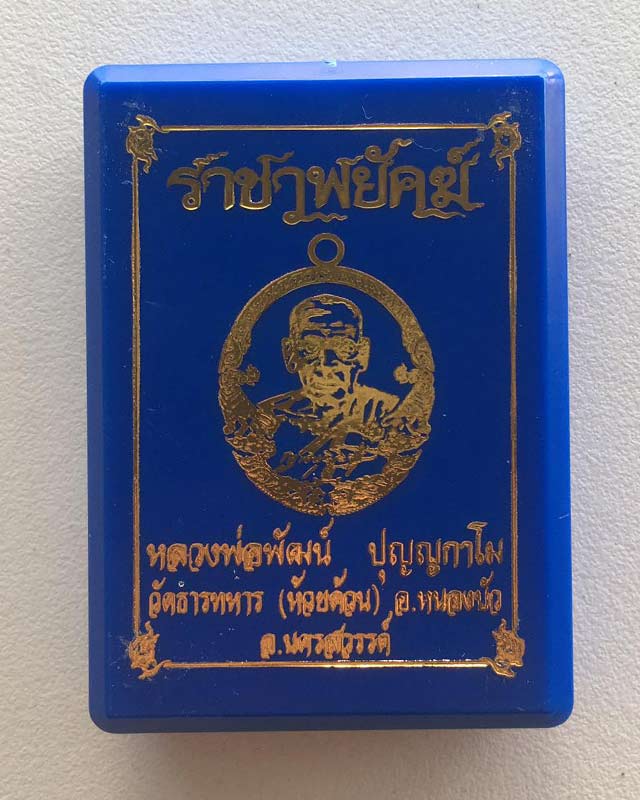 ราชาพยัคฆ์
หลวงพ่อพัฒน์ ปุญญกาโม
วัดธารทหาร (ห้วยด้วน) อ.หนองบัว
จ.นครสวรรค์